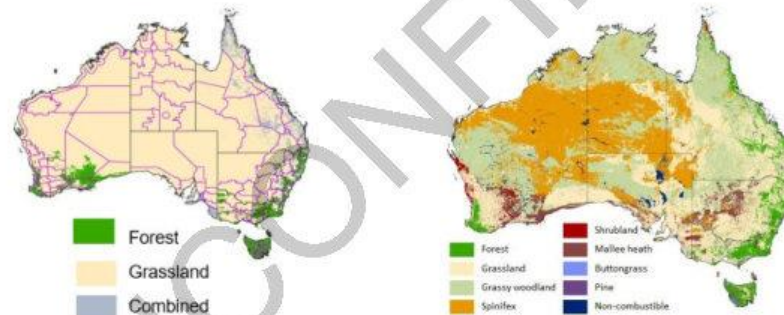 Forest
Grassland
Combined
Forest
Grassland
Grassy woodland
Spinifex
Shrubland
Mallee heath
Buttongrass
Pine
Non-combustible